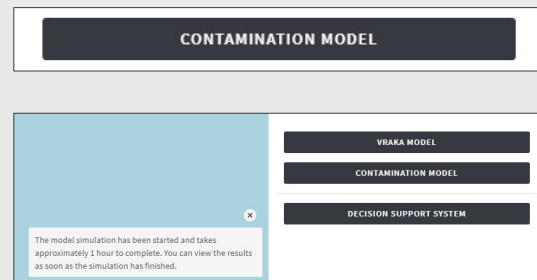 CONTAMINATION MODEL
VRAKA MODEL
CONTAMINATION MODEL
DECISION SUPPORT SYSTEM
The model simulation has been started and takes
approximately 1 hour to complete. You can view the results
as soon as the simulation has finished.